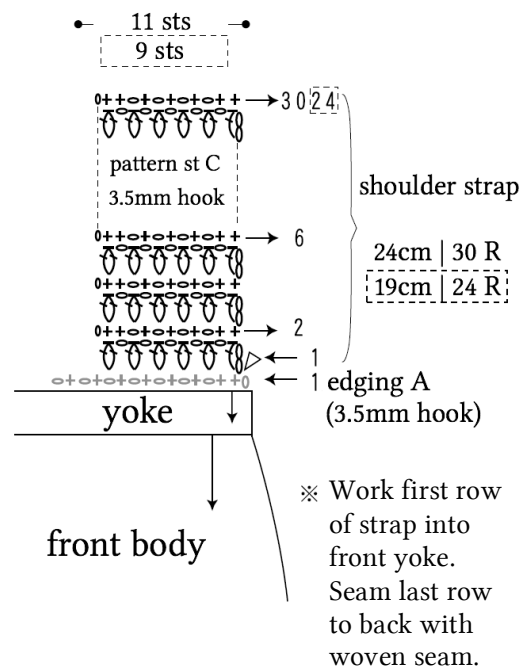 11 sts
9 sts
30 24
pattern st C
3.5mm hook
shoulder strap
6
24cm | 30 R
19cm | 24 R
2
1
1 edging A
(3.5mm hook)
yoke
front body
※ Work first row
of strap into
front yoke.
Seam last row
to back with
woven seam.